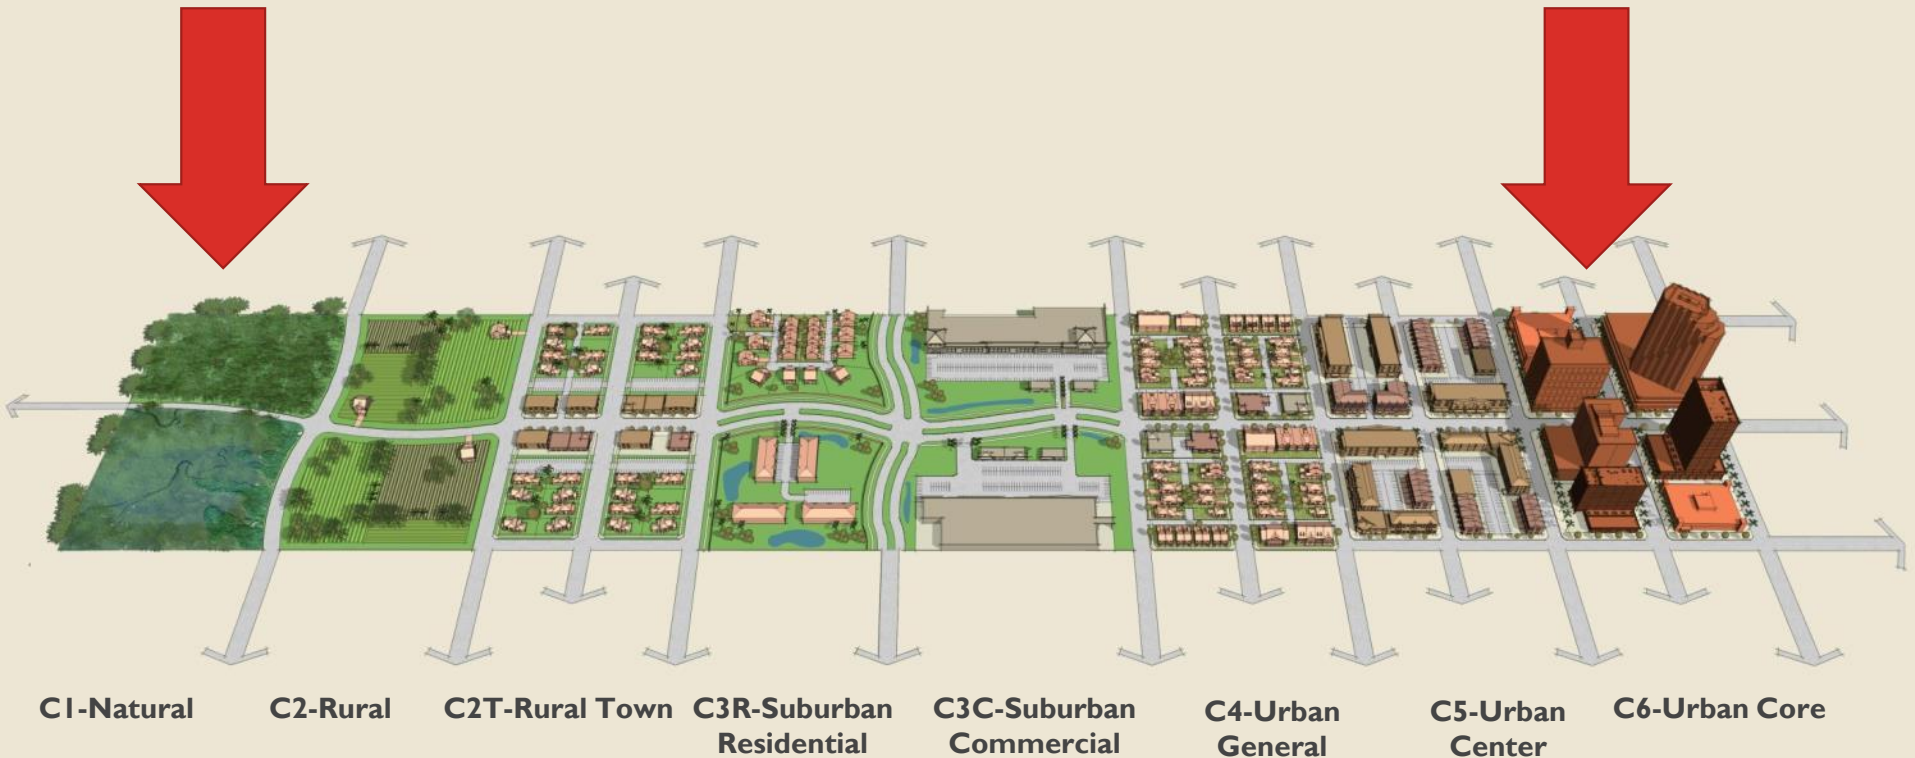 C1-Natural
C2-Rural
C2T-Rural Town
C3R-Suburban
Residential
C3C-Suburban
Commercial
C4-Urban
General
C5-Urban
Center
C6-Urban Core